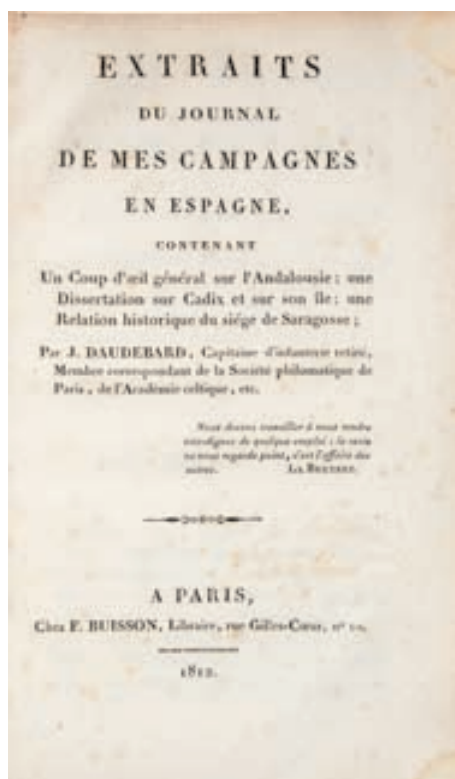 EXTRAITS
DU JOURNAL
DE MES CAMPAGNES
EN ESPAGNE,
CONTENANT
Un Coup d'œil général sur l'Andalousie; une
Dissertation sur Cadix et sur son île; une
Relation historique du siége de Saragosse;
Par J. DAUDEBARD, Capitaine d'infanterie retiré,
Membre correspondant de la Société philomatique de
Paris, de l'Académie celtique, etc.
Nous devons travailler à nous rendre
très-dignes de quelque emploi: le reste
ne nous regarde point, c'est l'affaire des
autres. LA BRUYERE.
A PARIS,
Chez F. BUISSON, Libraire, rue Gilles-Cœur, nº 10.
1812.